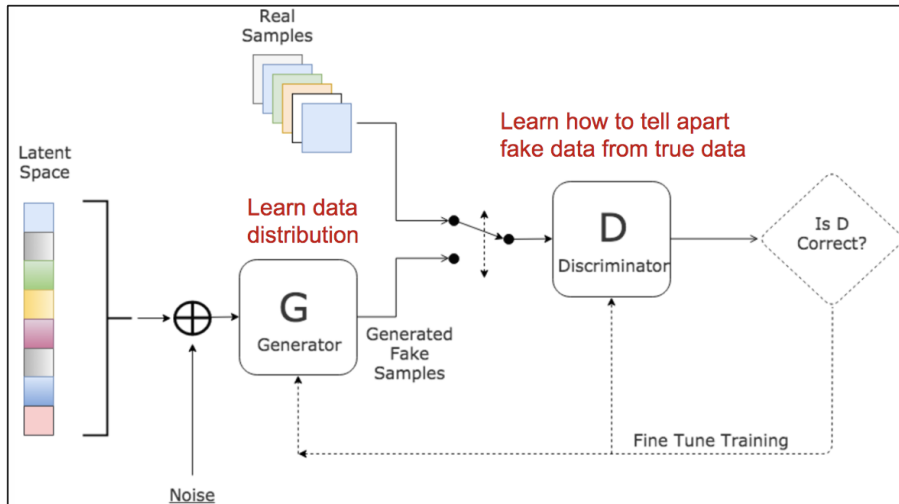 Real
Samples
Learn how to tell apart
fake data from true data
Latent
Space
Learn data
distribution
Is D
Correct?
D
Discriminator
G
Generator
Generated
Fake
Samples
Fine Tune Training
Noise